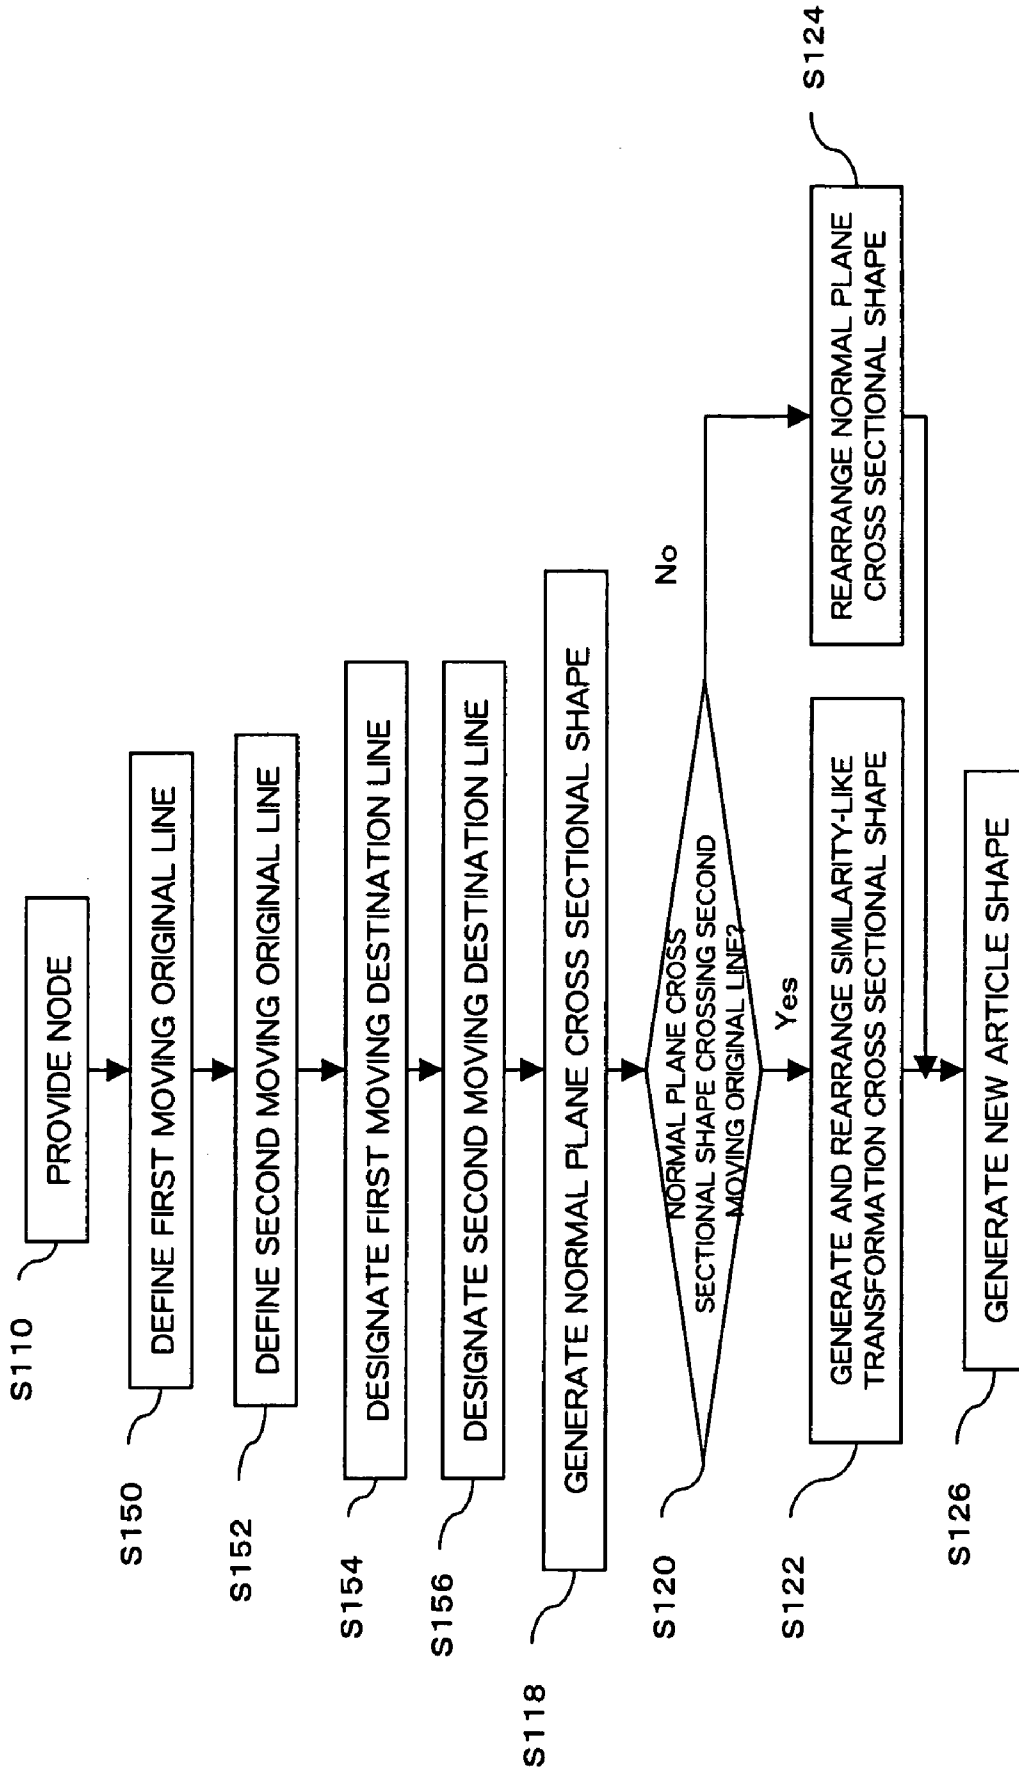 S110
PROVIDE NODE
S150
DEFINE FIRST MOVING ORIGINAL LINE
S152
DEFINE SECOND MOVING ORIGINAL LINE
S154
DESIGNATE FIRST MOVING DESTINATION LINE
S156
DESIGNATE SECOND MOVING DESTINATION LINE
S118
GENERATE NORMAL PLANE CROSS SECTIONAL SHAPE
S120
NORMAL PLANE CROSS
SECTIONAL SHAPE CROSSING SECOND
MOVING ORIGINAL LINE?
No
Yes
S122
GENERATE AND REARRANGE SIMILARITY-LIKE
TRANSFORMATION CROSS SECTIONAL SHAPE
S124
REARRANGE NORMAL PLANE
CROSS SECTIONAL SHAPE
S126
GENERATE NEW ARTICLE SHAPE